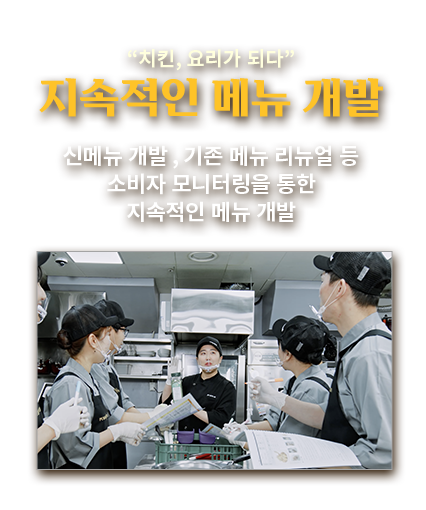 “치킨, 요리가 되다”
지속적인 메뉴 개발
신메뉴 개발 , 기존 메뉴 리뉴얼 등
소비자 모니터링을 통한
지속적인 메뉴 개발